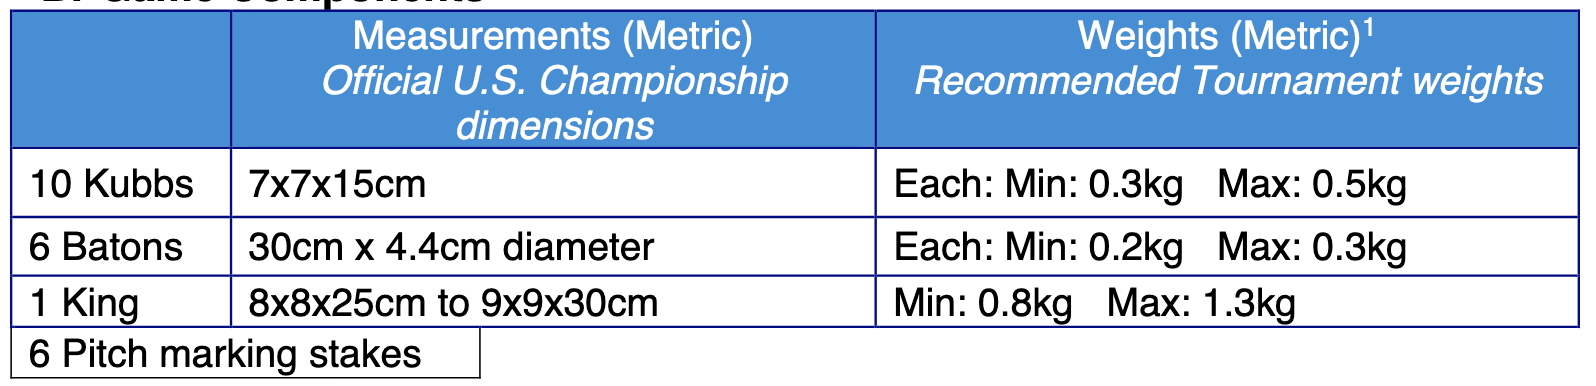 Measurements (Metric)
Official U.S. Championship
dimensions
Weights (Metric)1
Recommended Tournament weights
10 Kubbs
7x7x15cm
Each: Min: 0.3kg Max: 0.5kg
6 Batons
30cm x 4.4cm diameter
Each: Min: 0.2kg Max: 0.3kg
1 King
8x8x25cm to 9x9x30cm
Min: 0.8kg Max: 1.3kg
6 Pitch marking stakes